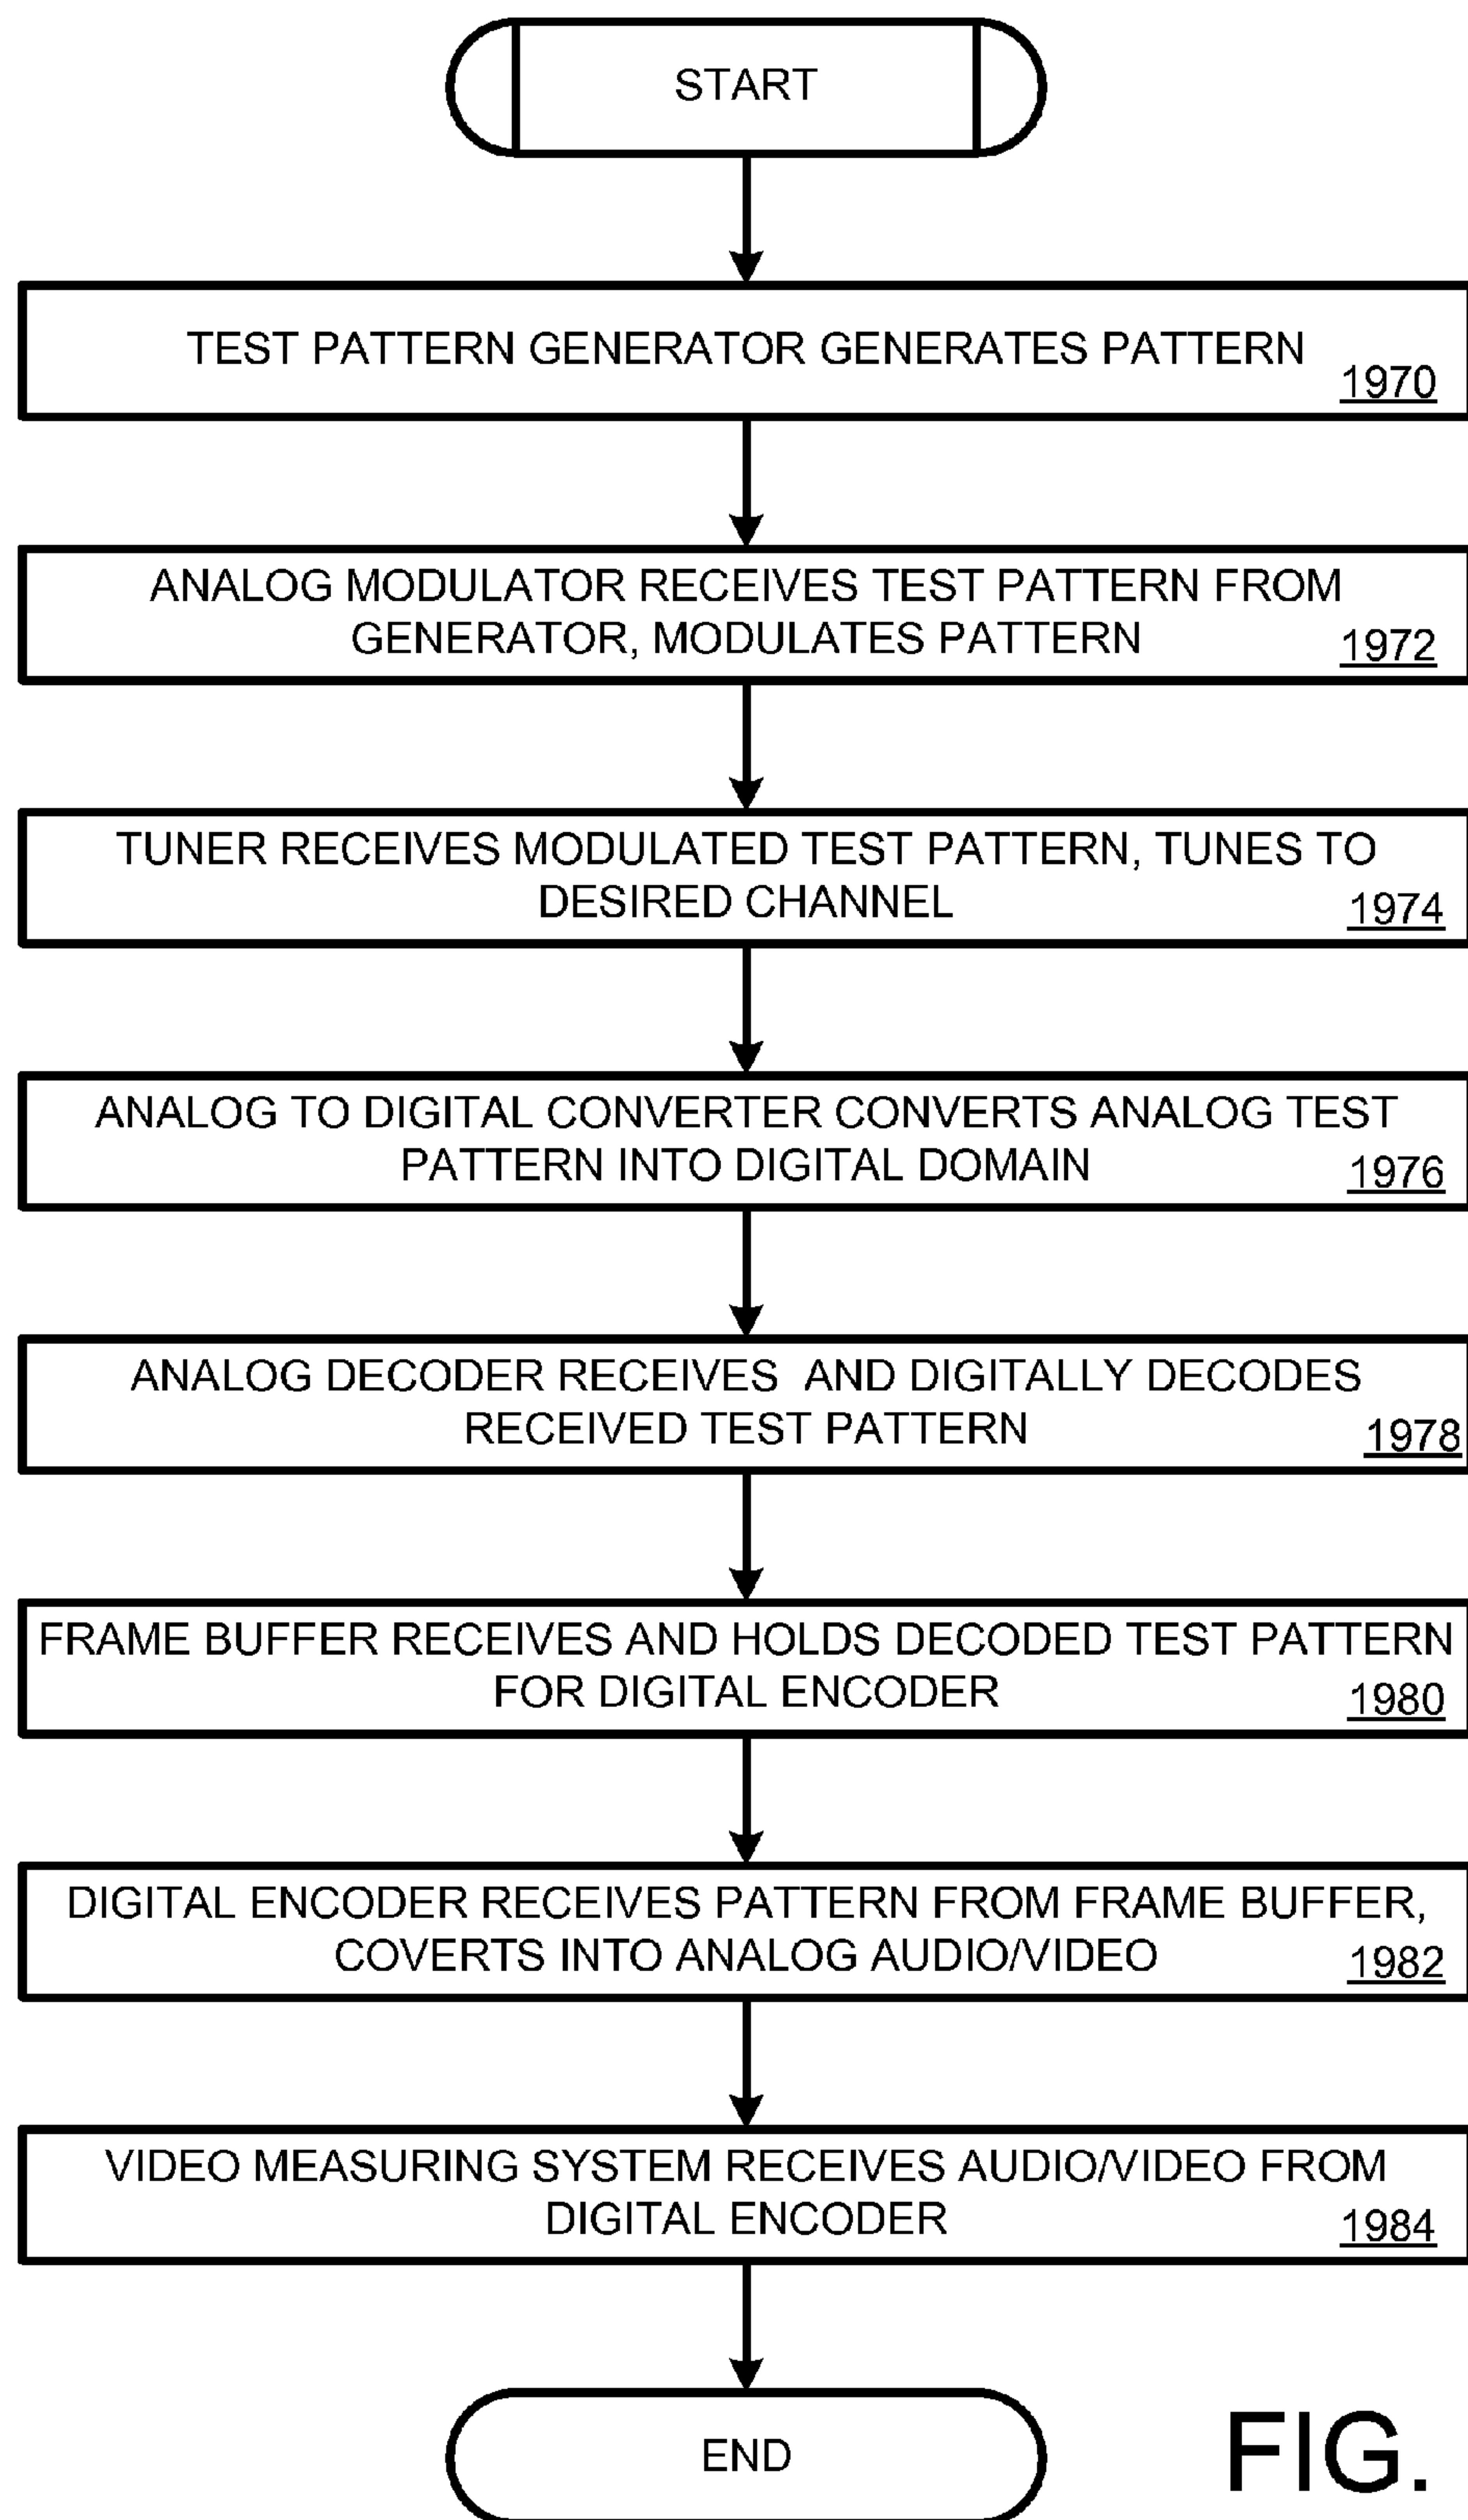 START
TEST PATTERN GENERATOR GENERATES PATTERN
1970
ANALOG MODULATOR RECEIVES TEST PATTERN FROM
GENERATOR, MODULATES PATTERN
1972
TUNER RECEIVES MODULATED TEST PATTERN, TUNES TO
DESIRED CHANNEL
1974
ANALOG TO DIGITAL CONVERTER CONVERTS ANALOG TEST
PATTERN INTO DIGITAL DOMAIN
1976
ANALOG DECODER RECEIVES AND DIGITALLY DECODES
RECEIVED TEST PATTERN
1978
FRAME BUFFER RECEIVES AND HOLDS DECODED TEST PATTERN
FOR DIGITAL ENCODER
1980
DIGITAL ENCODER RECEIVES PATTERN FROM FRAME BUFFER,
COVERTS INTO ANALOG AUDIO/VIDEO
1982
VIDEO MEASURING SYSTEM RECEIVES AUDIO/VIDEO FROM
DIGITAL ENCODER
1984
END
FIG.